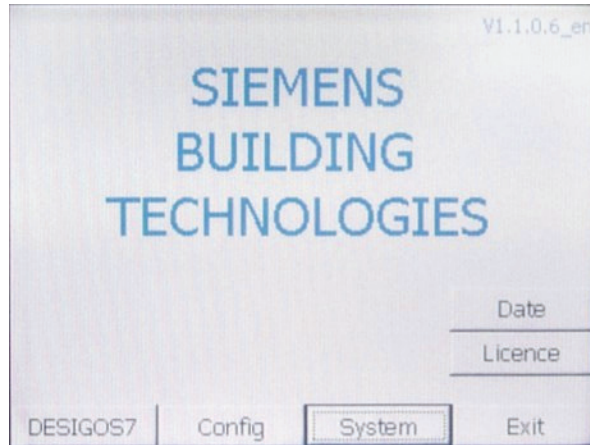 V1.1.0.6_en
SIEMENS
BUILDING
TECHNOLOGIES
Date
Licence
DESIGOS7 Config System Exit